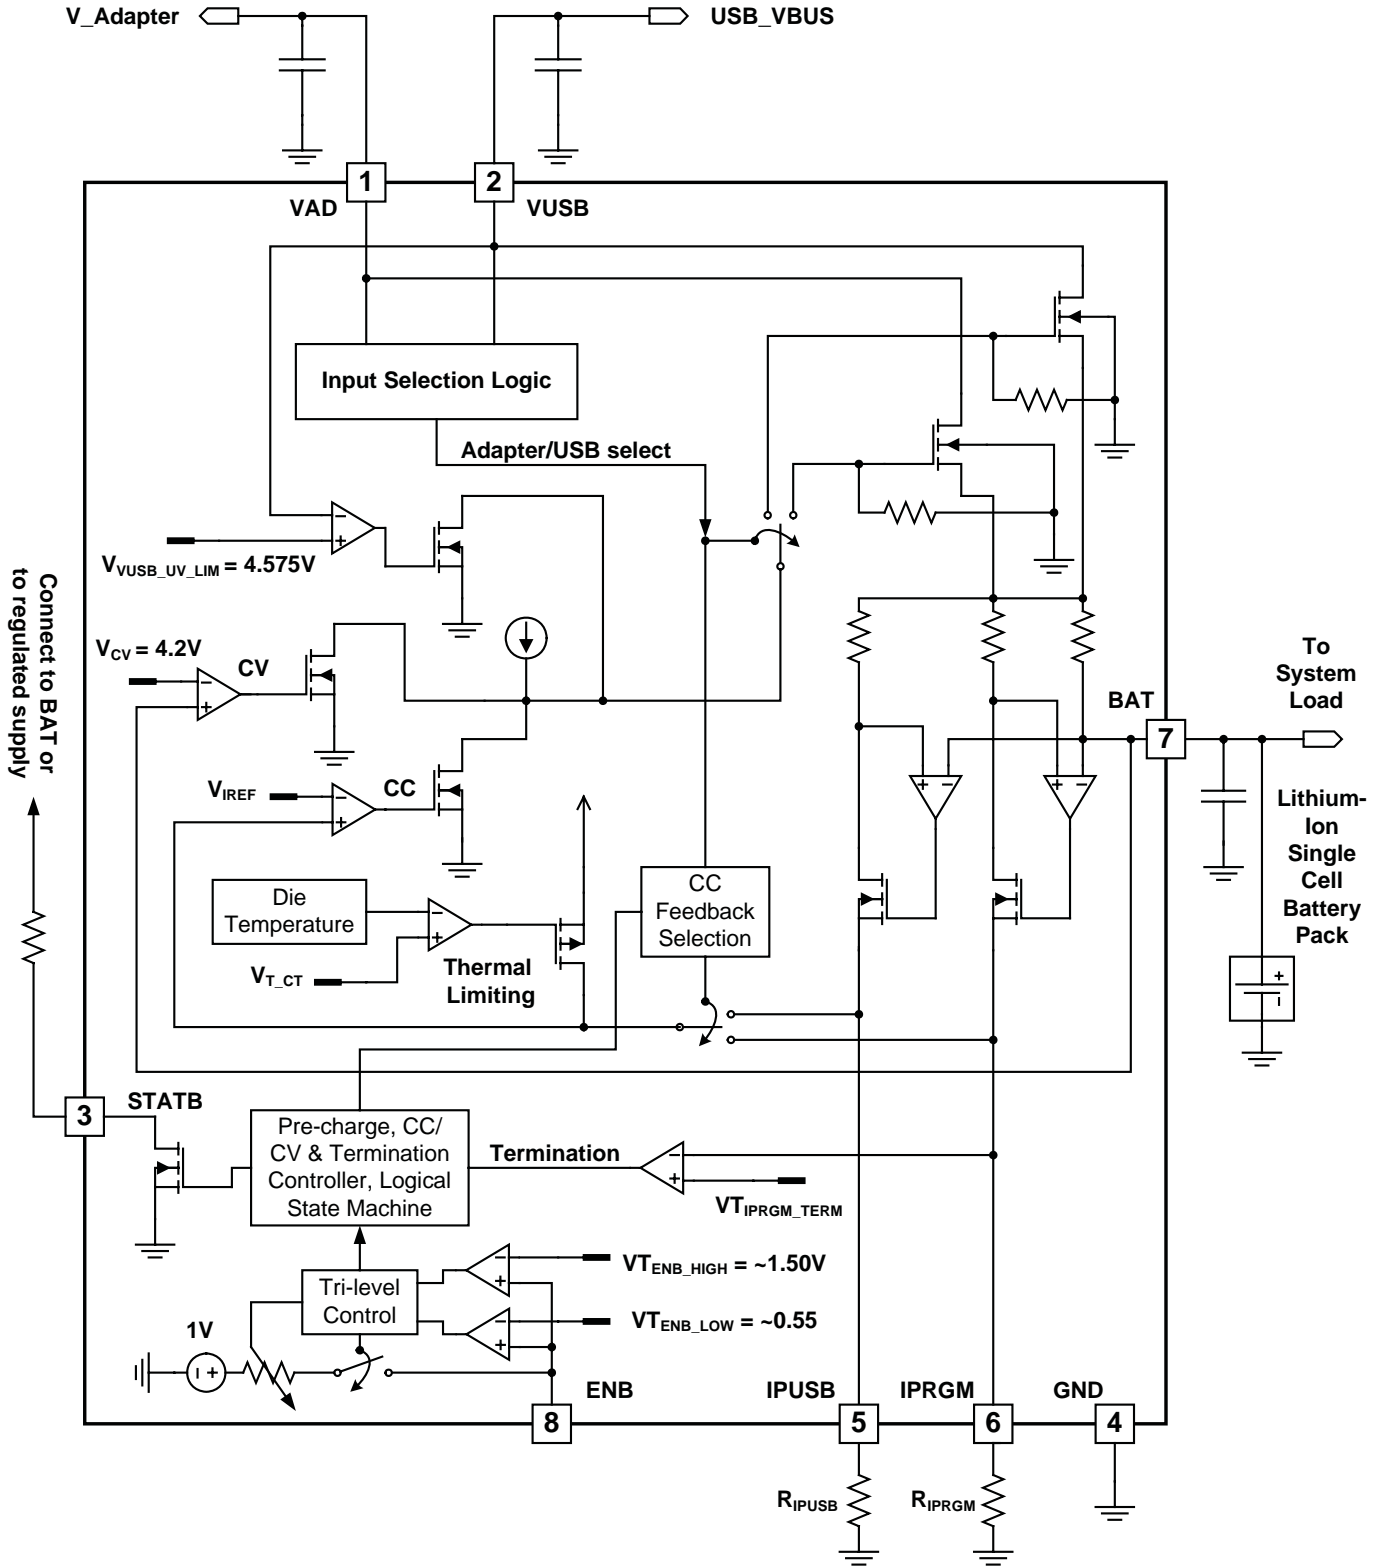 V_Adapter
USB_VBUS
1
2
VAD
VUSB
Input Selection Logic
Adapter/USB select
−
+
VVUSB_UV_LIM = 4.575V
Connect to BAT or
to regulated supply
VCV = 4.2V
−
+
CV
VIREF
−
+
CC
Die
Temperature
−
+
VT_CT
Thermal
Limiting
CC
Feedback
Selection
+
−
+
−
BAT
7
To
System
Load
Lithium-
Ion
Single
Cell
Battery
Pack
+
−
3
STATB
Pre-charge, CC/
CV & Termination
Controller, Logical
State Machine
Termination
−
+
VTIPRGM_TERM
Tri-level
Control
−
+
VTENB_HIGH = ~1.50V
−
+
VTENB_LOW = ~0.55
1V
− +
ENB
8
IPUSB
5
IPRGM
6
GND
4
RIPUSB
RIPRGM